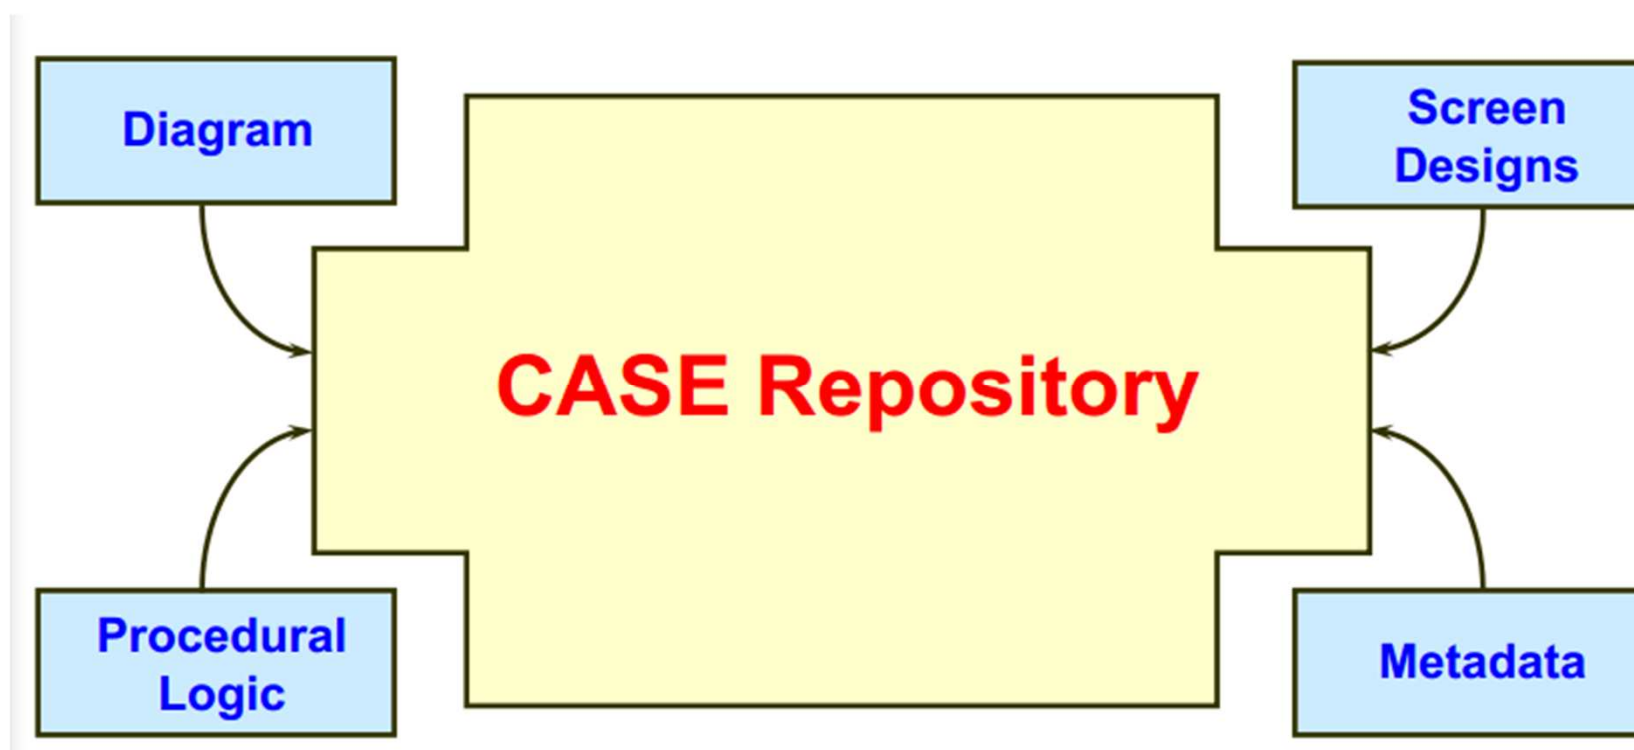 Diagram
Screen
Designs
CASE Repository
Procedural
Logic
Metadata